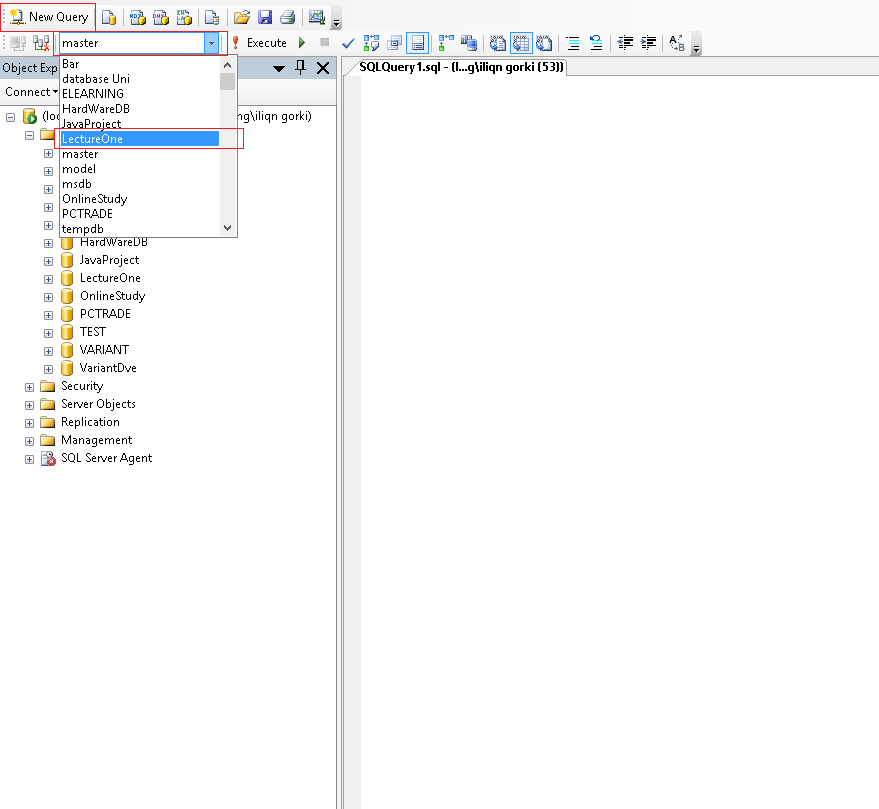 New Query
master
Execute
Object Exp
SQLQuery1.sql - (l...g\iliqn gorki (53))
Connect
Bar
database Uni
ELEARNING
HardWareDB
JavaProject
LectureOne
master
model
msdb
OnlineStudy
PCTRADE
tempdb
(loc
ng\iliqn gorki)
HardWareDB
JavaProject
LectureOne
OnlineStudy
PCTRADE
TEST
VARIANT
VariantDve
Security
Server Objects
Replication
Management
SQL Server Agent